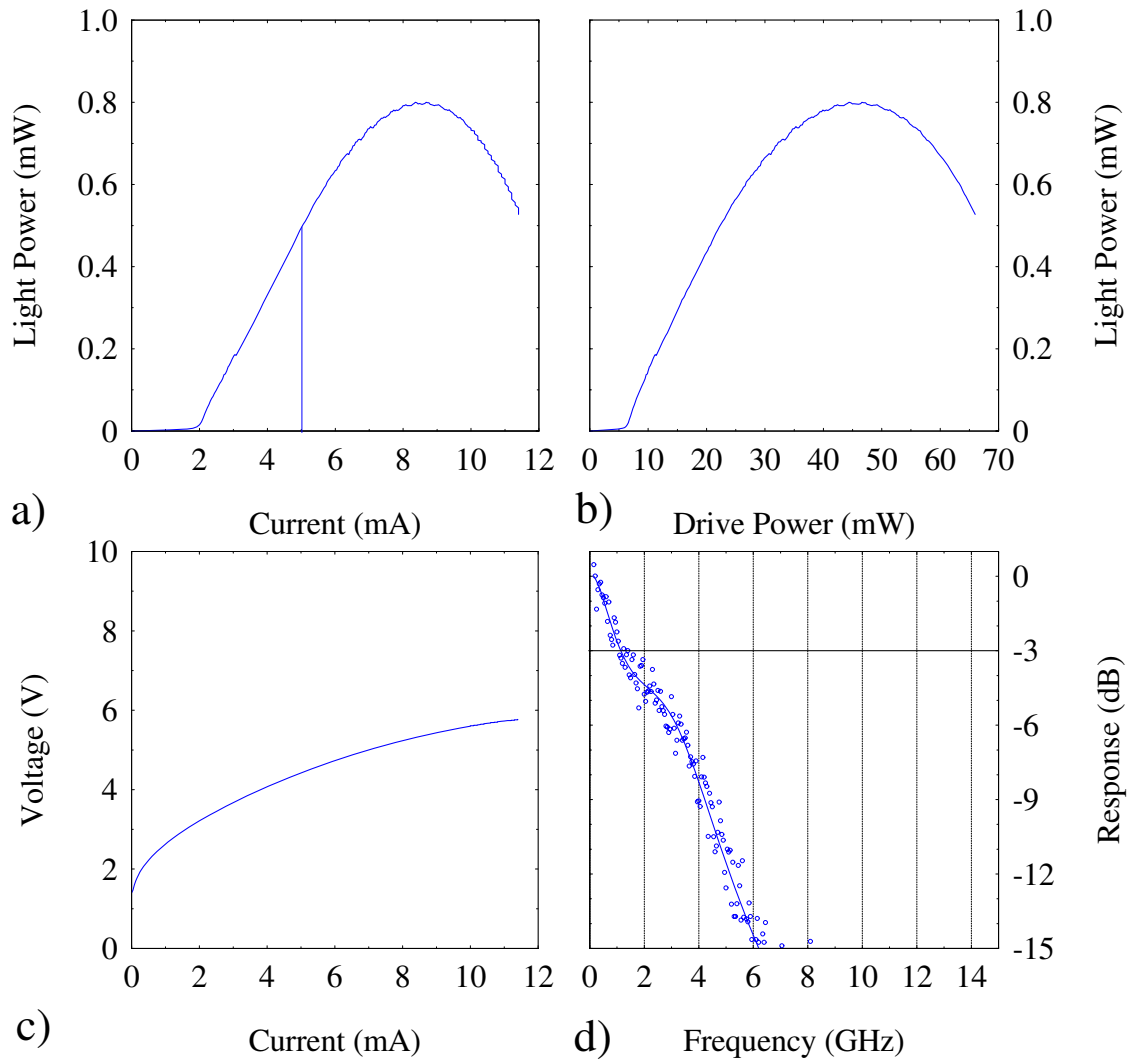 1.0
0.8
0.6
0.4
0.2
0
Light Power (mW)
0 2 4 6 8 10 12
a)
Current (mA)
1.0
0.8
0.6
0.4
0.2
0
Light Power (mW)
0 10 20 30 40 50 60 70
b)
Drive Power (mW)
10
8
6
4
2
0
Voltage (V)
0 2 4 6 8 10 12
c)
Current (mA)
0
-3
-6
-9
-12
-15
Response (dB)
0 2 4 6 8 10 12 14
d)
Frequency (GHz)